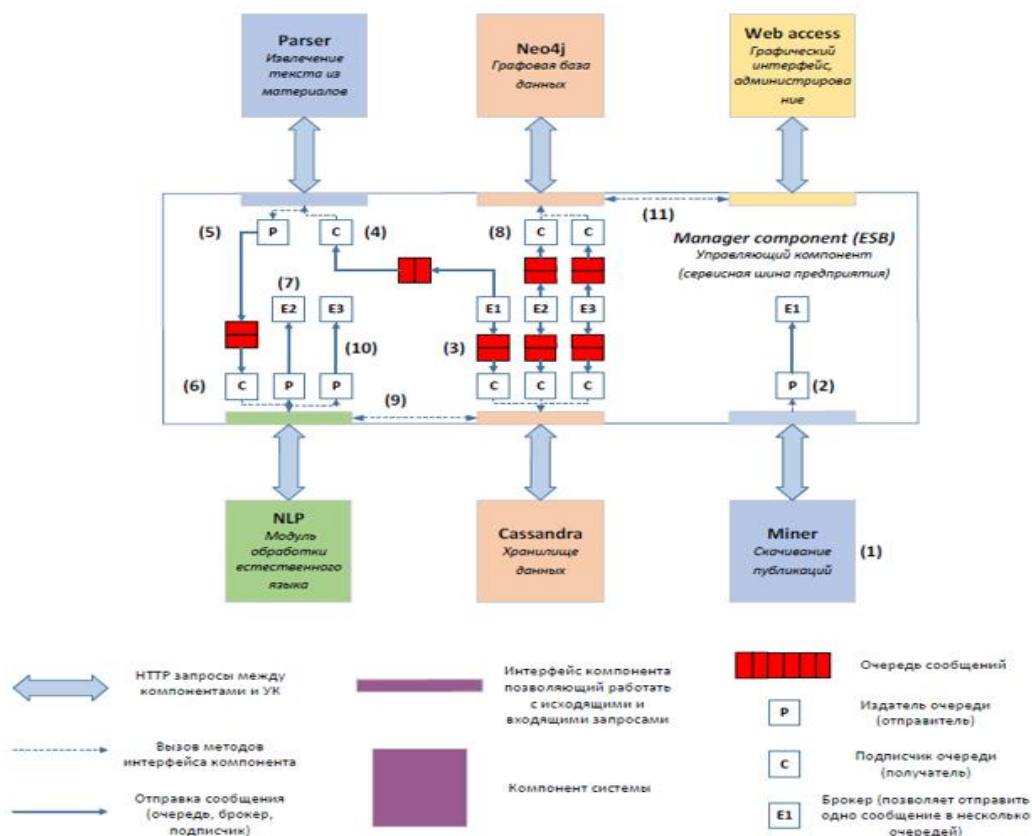 Parser
Извлечение
текста из
материалов
Neo4j
Графовая база
данных
Web access
Графический
интерфейс,
администрирова
ние
(11)
(5)
P
C
(4)
(8)
C
C
Manager component (ESB)
Управляющий компонент
(сервисная шина предприятия)
(7)
E2
E3
E1
E2
E3
E1
(10)
(3)
(6)
C
P
P
C
C
C
P
(2)
(9)
NLP
Модуль
обработки
естественного
языка
Cassandra
Хранилище
данных
Miner
Скачивание
публикаций
(1)
HTTP запросы между
компонентами и УК
Вызов методов
интерфейса компонента
Отправка сообщения
(очередь, брокер,
подписчик)
Интерфейс компонента
позволяющий работать
с исходящими и
входящими запросами
Компонент системы
Очередь сообщений
P
Издатель очереди
(отправитель)
C
Подписчик очереди
(получатель)
E1
Брокер (позволяет отправить
одно сообщение в несколько
очередей)